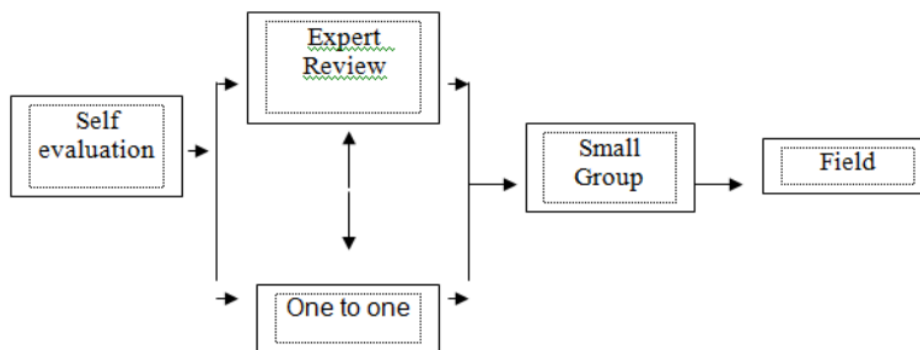 Self
evaluation
Expert
Review
One to one
Small
Group
Field